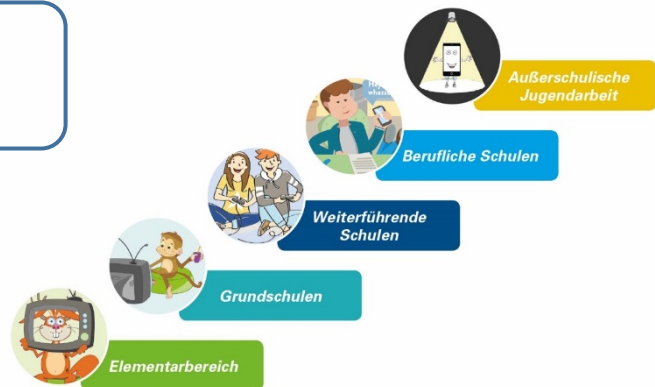 Außerschulische
Jugendarbeit
Berufliche Schulen
Weiterführende
Schulen
Grundschulen
Elementarbereich